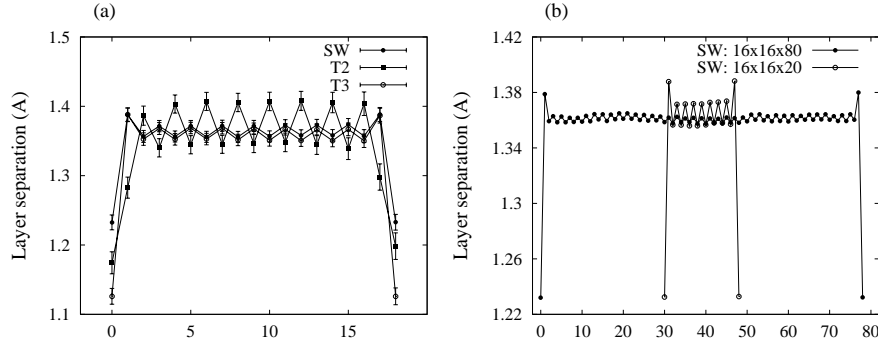 (a)
Layer separation (A)
1.5
1.4
1.3
1.2
1.1
SW
T2
T3
0 5 10 15
(b)
Layer separation (A)
1.42
1.38
1.34
1.3
1.26
1.22
SW: 16x16x80
SW: 16x16x20
0 10 20 30 40 50 60 70 80